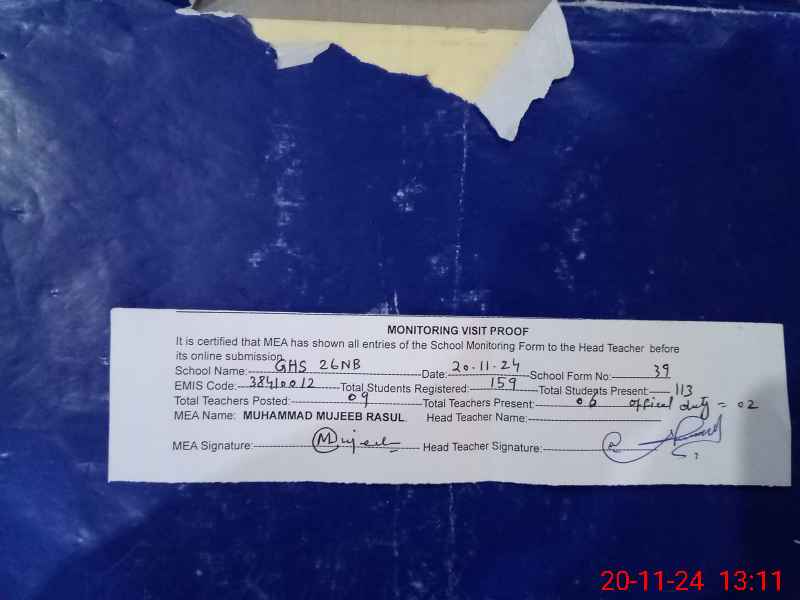 MONITORING VISIT PROOF
It is certified that MEA has shown all entries of the School Monitoring Form to the Head Teacher before
its online submission
School Name: GHS 26NB Date: 20.11.24 School Form No: 39
EMIS Code: 38410012 Total Students Registered: 159 Total Students Present: 113
Total Teachers Posted: 09 Total Teachers Present: 06 offical duty = 02
MEA Name: MUHAMMAD MUJEEB RASUL Head Teacher Name:
MEA Signature: Mujeeb Head Teacher Signature:
20-11-24 13:11